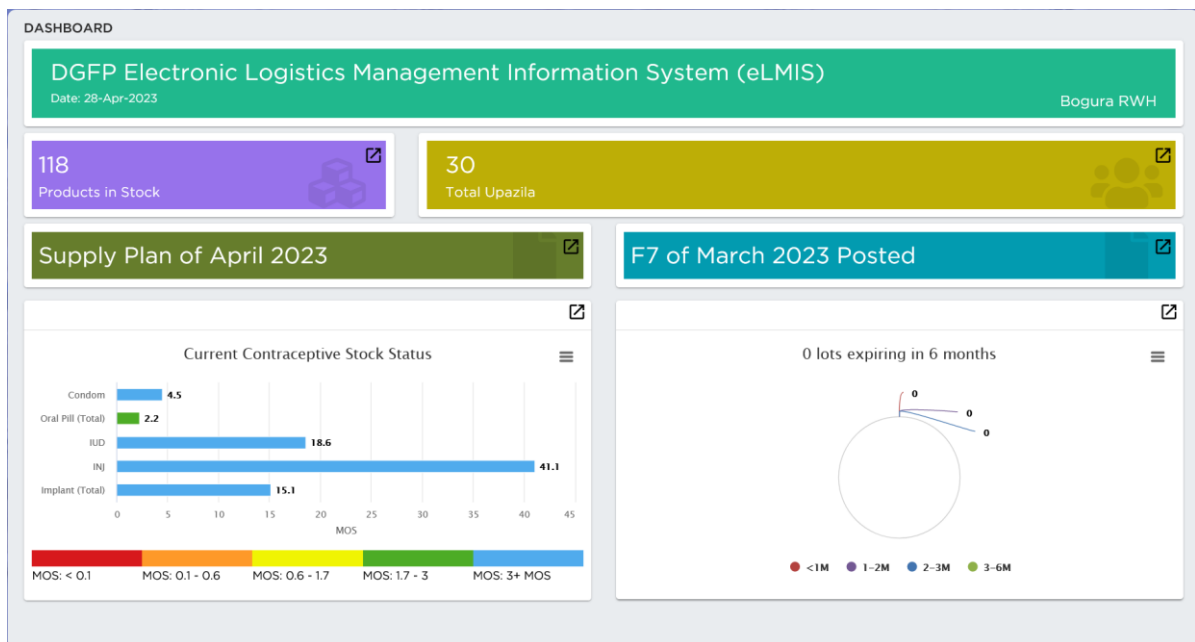 DASHBOARD
DGFP Electronic Logistics Management Information System (eLMIS)
Date: 28-Apr-2023
Bogura RWH
118
Products in Stock
30
Total Upazila
Supply Plan of April 2023
F7 of March 2023 Posted
Current Contraceptive Stock Status
Condom 4.5
Oral Pill (Total) 2.2
IUD 18.6
INJ 41.1
Implant (Total) 15.1
0 5 10 15 20 25 30 35 40 45
MOS
MOS: < 0.1 MOS: 0.1 - 0.6 MOS: 0.6 - 1.7 MOS: 1.7 - 3 MOS: 3+ MOS
0 lots expiring in 6 months
0
0
0
<1M 1-2M 2-3M 3-6M